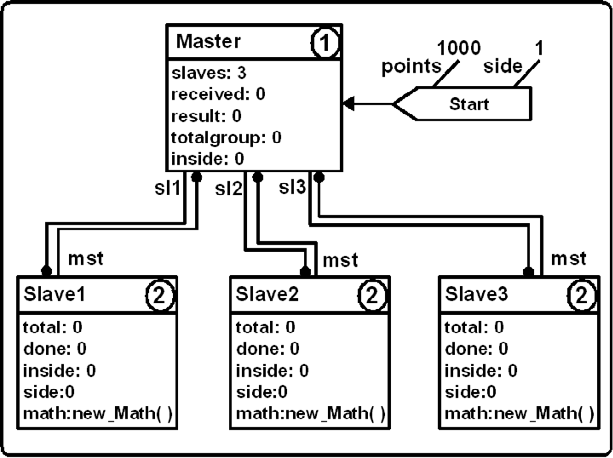 Master 1
slaves: 3
received: 0
result: 0
totalgroup: 0
inside: 0
1000 1
points side
Start
sl1 sl2 sl3
mst mst mst
Slave1 2
total: 0
done: 0
inside: 0
side:0
math:new_Math( )
Slave2 2
total: 0
done: 0
inside: 0
side:0
math:new_Math( )
Slave3 2
total: 0
done: 0
inside: 0
side:0
math:new_Math( )